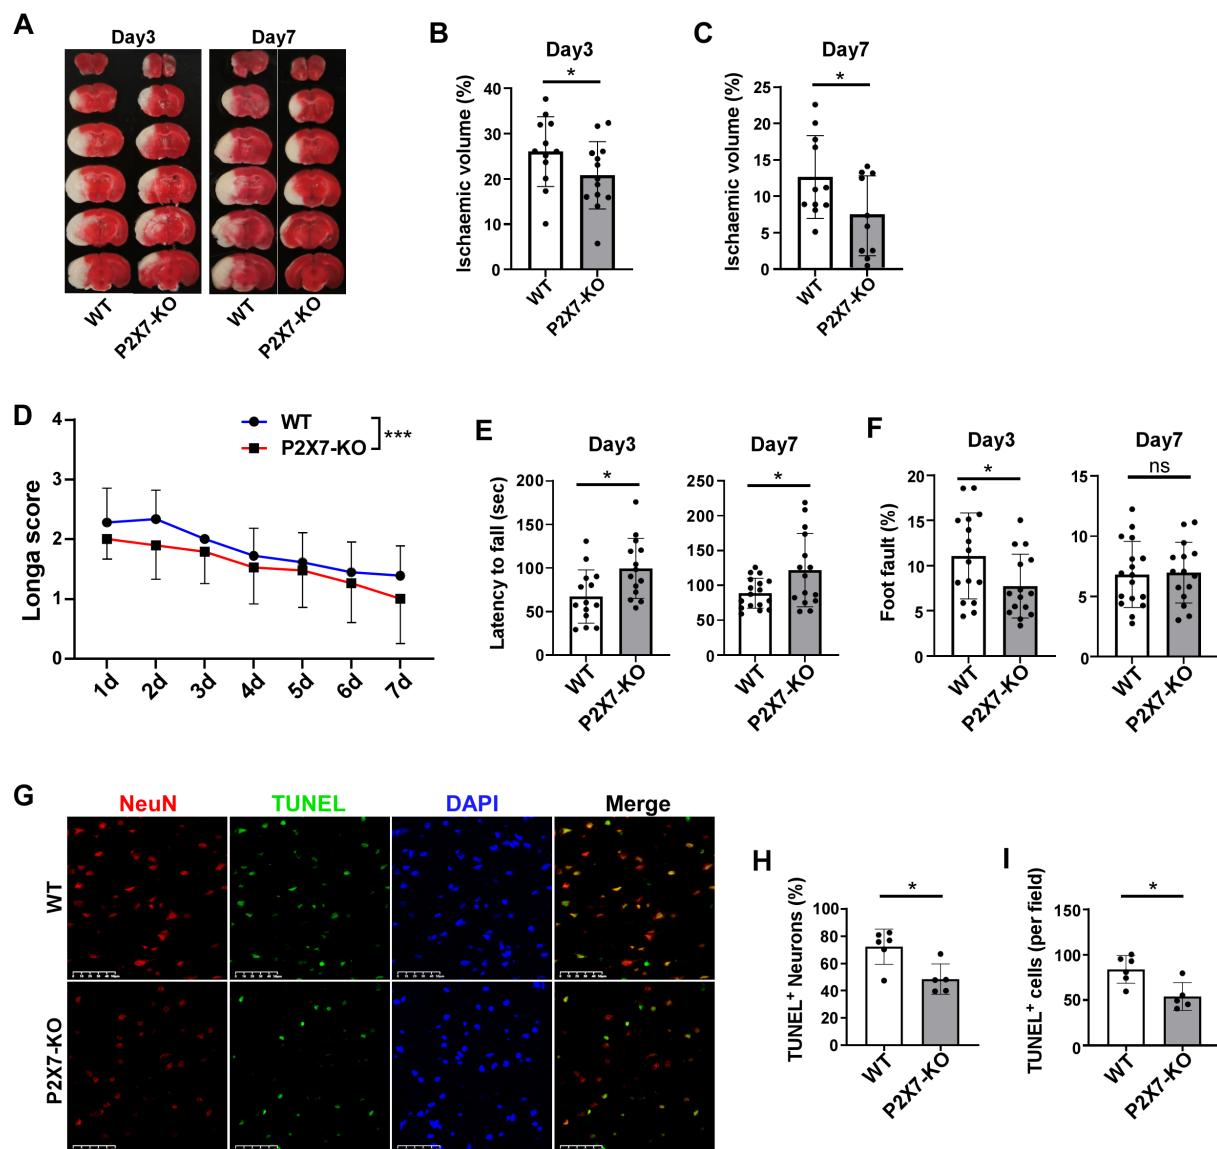 A
Day3
Day7
WT
P2X7-KO
WT
P2X7-KO
B
Day3
*
Ischaemic volume (%)
40
30
20
10
0
WT
P2X7-KO
C
Day7
*
Ischaemic volume (%)
25
20
15
10
5
0
WT
P2X7-KO
D
Longa score
4
3
2
1
0
WT
P2X7-KO
***
1d
2d
3d
4d
5d
6d
7d
E
Day3
*
Latency to fall (sec)
200
150
100
50
0
WT
P2X7-KO
Day7
*
250
200
150
100
50
0
WT
P2X7-KO
F
Day3
*
Foot fault (%)
20
15
10
5
0
WT
P2X7-KO
Day7
ns
15
10
5
0
WT
P2X7-KO
G
NeuN
TUNEL
DAPI
Merge
WT
P2X7-KO
H
*
TUNEL⁺ Neurons (%)
100
80
60
40
20
0
WT
P2X7-KO
I
*
TUNEL⁺ cells (per field)
150
100
50
0
WT
P2X7-KO